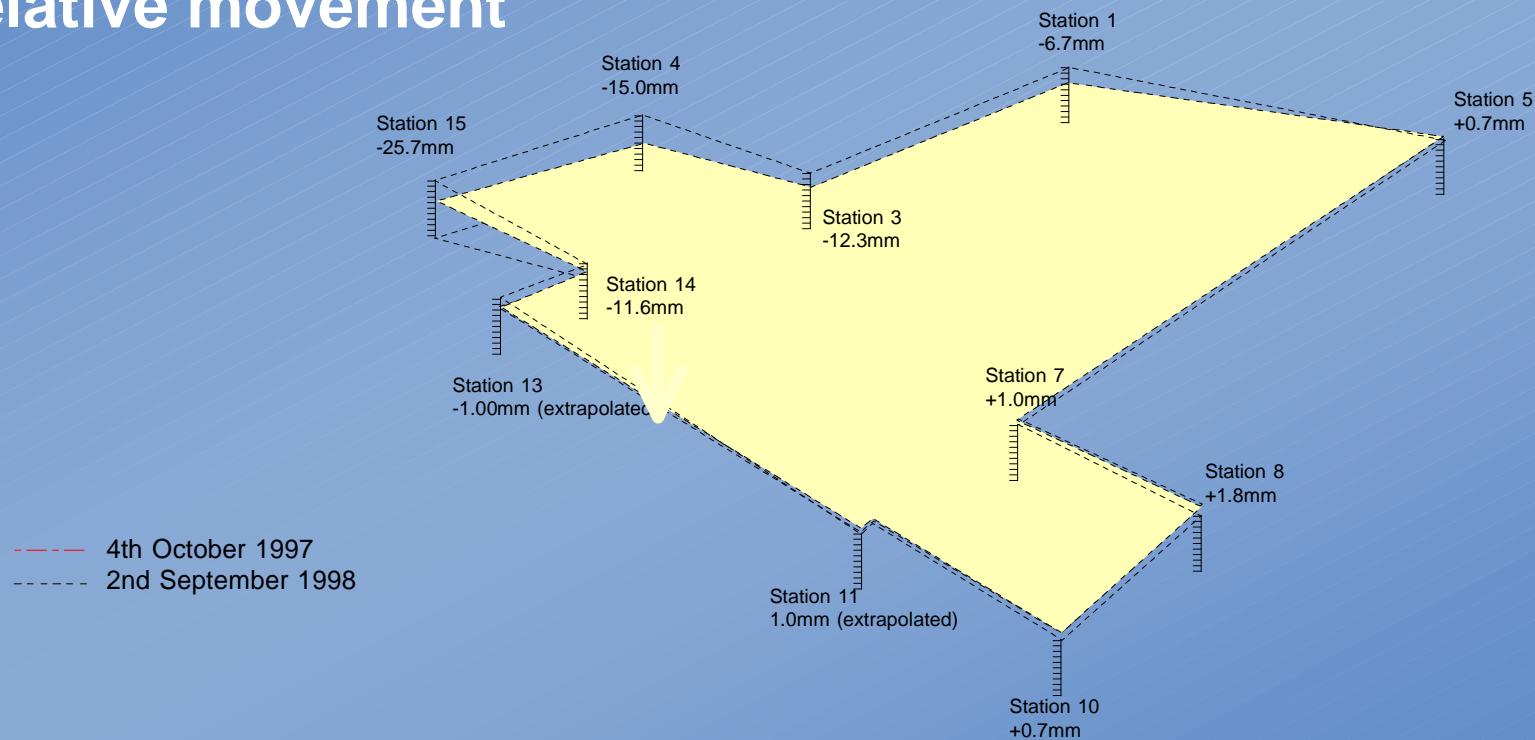 elative movement
Station 1
-6.7mm
Station 4
-15.0mm
Station 5
+0.7mm
Station 15
-25.7mm
Station 3
-12.3mm
Station 14
-11.6mm
Station 7
+1.0mm
Station 13
-1.00mm (extrapolated
Station 8
+1.8mm
4th October 1997
2nd September 1998
Station 11
1.0mm (extrapolated)
Station 10
+0.7mm